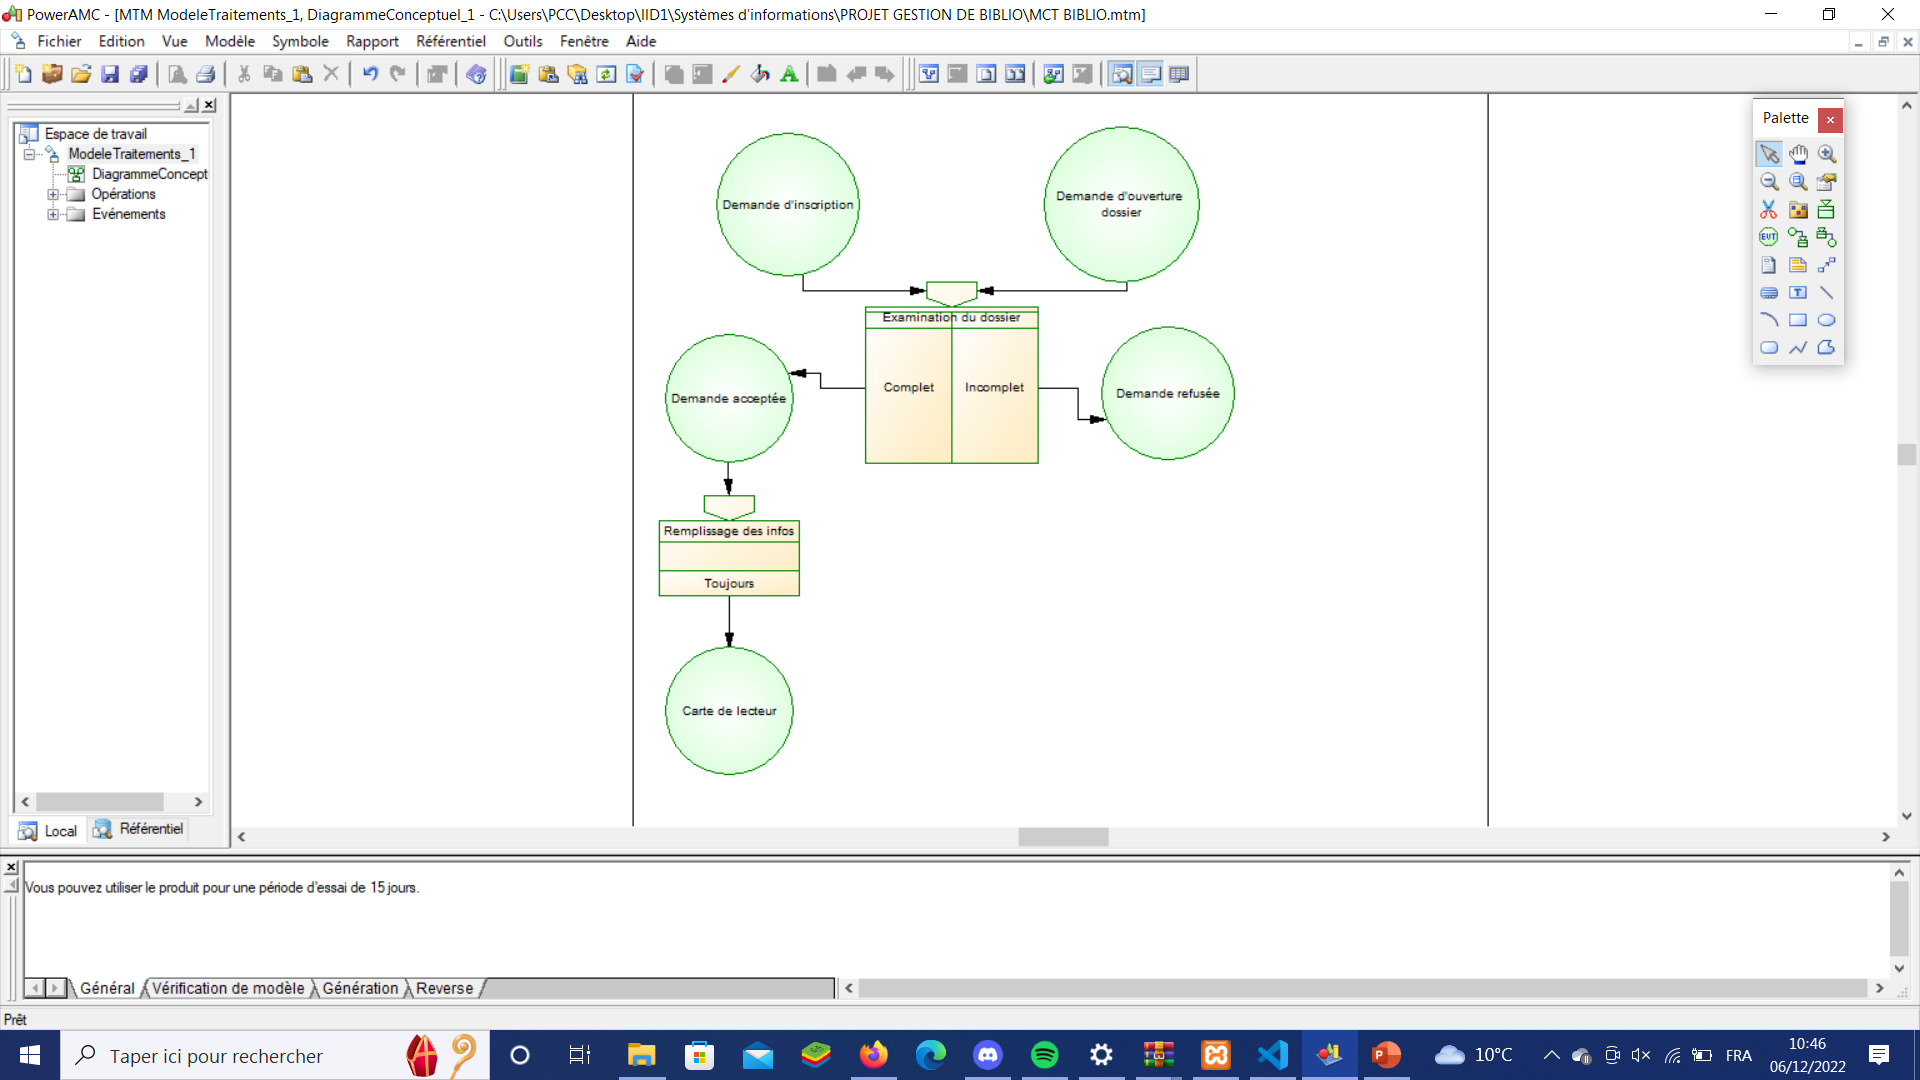 PowerAMC - [MTM ModeleTraitements_1, DiagrammeConceptuel_1 - C:\Users\PCC\Desktop\IID1\Systèmes d'informations\PROJET GESTION DE BIBLIO\MCT BIBLIO.mtm]
Fichier Edition Vue Modèle Symbole Rapport Référentiel Outils Fenêtre Aide
Espace de travail
ModeleTraitements_1
DiagrammeConcept
Opérations
Evénements
Local Référentiel
Palette
EVT
T
Demande d'inscription
Demande d'ouverture
dossier
Examination du dossier
Complet Incomplet
Demande acceptée
Demande refusée
Remplissage des infos
Toujours
Carte de lecteur
Vous pouvez utiliser le produit pour une période d'essai de 15 jours.
Général Vérification de modèle Génération Reverse
Prêt
Taper ici pour rechercher
10°C
FRA
10:46
06/12/2022